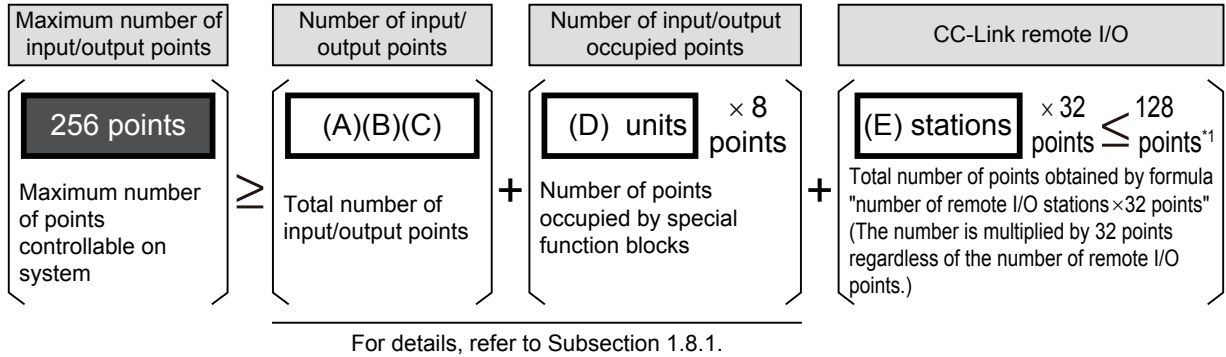 Maximum number of
input/output points
Number of input/
output points
Number of input/output
occupied points
CC-Link remote I/O
256 points
Maximum number
of points
controllable on
system
≥
(A)(B)(C)
Total number of
input/output points
+
(D) units × 8
points
Number of points
occupied by special
function blocks
+
(E) stations × 32
points ≤ 128
points*1
Total number of points obtained by formula
"number of remote I/O stations×32 points"
(The number is multiplied by 32 points
regardless of the number of remote I/O
points.)
For details, refer to Subsection 1.8.1.